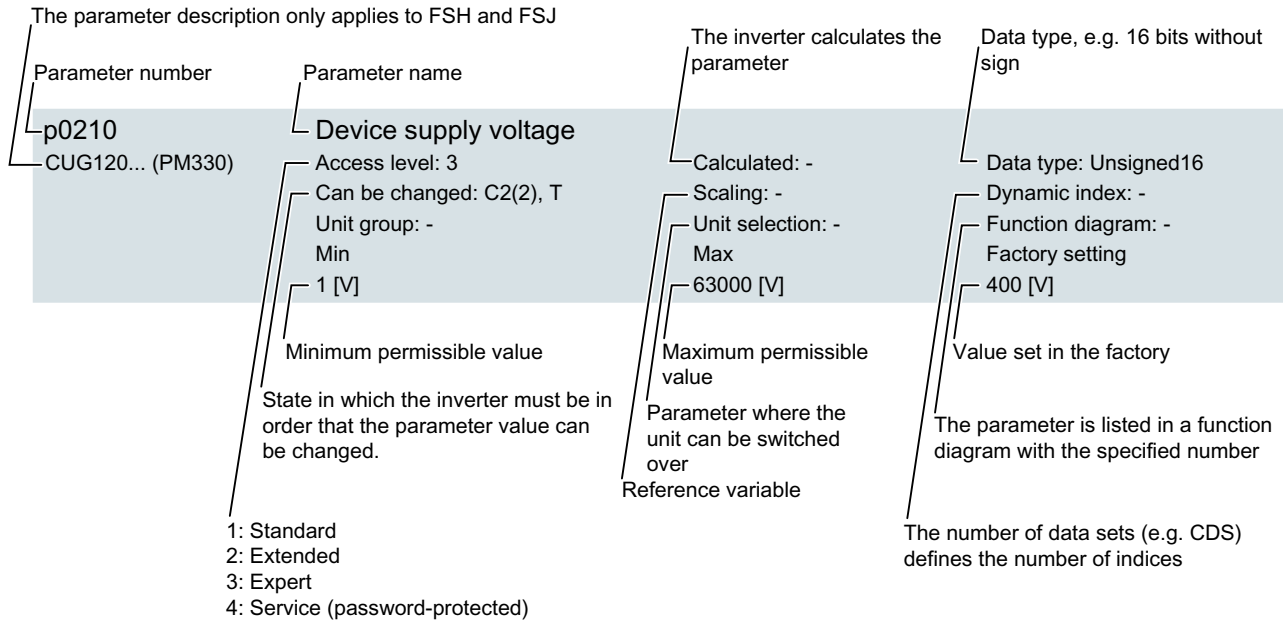 The parameter description only applies to FSH and FSJ
Parameter number
Parameter name
The inverter calculates the
parameter
Data type, e.g. 16 bits without
sign
p0210
Device supply voltage
CUG120... (PM330)
Access level: 3
Calculated: -
Data type: Unsigned16
Can be changed: C2(2), T
Scaling: -
Dynamic index: -
Unit group: -
Unit selection: -
Function diagram: -
Min
Max
Factory setting
1 [V]
63000 [V]
400 [V]
Minimum permissible value
Maximum permissible
value
Value set in the factory
State in which the inverter must be in
order that the parameter value can
be changed.
Parameter where the
unit can be switched
over
The parameter is listed in a function
diagram with the specified number
Reference variable
1: Standard
2: Extended
3: Expert
4: Service (password-protected)
The number of data sets (e.g. CDS)
defines the number of indices